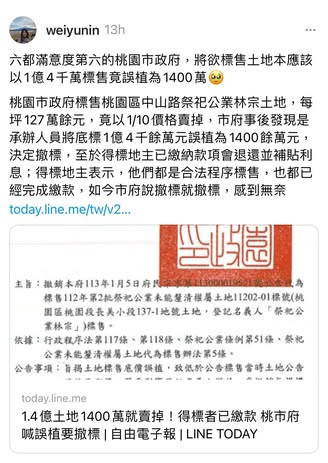 weiyunin 13h
六都滿意度第六的桃園市政府，將欲標售土地本應該
以1億4千萬標售竟誤植為1400萬🥹
桃園市政府標售桃園區中山路祭祀公業林宗土地，每
坪127萬餘元，竟以1/10價格賣掉，市府事後發現是
承辦人員將底標1億4千餘萬元誤植為1400餘萬元，
決定撤標，至於得標地主已繳納款項會退還並補貼利
息；得標地主表示，他們都是合法程序標售，也都已
經完成繳款，如今市府說撤標就撤標，感到無奈
today.line.me/tw/v2...
主旨：撤銷本府113年1月5日府
標售112年第2批祭祀公業未能釐清權屬土地11202-01標號(桃
園區桃園段長美小段137-1地號土地，登記名義人「祭祀公
業林宗」)標售。
依據：行政程序法第117條、第118條、祭祀公業條例第51條、祭祀
公業未能釐清權屬土地代為標售辦法第5條。
公告事項：旨揭土地標售底價誤植，致低於公告標售當時土地公告
today.line.me
1.4億土地1400萬就賣掉！得標者已繳款 桃市府
喊誤植要撤標 | 自由電子報 | LINE TODAY